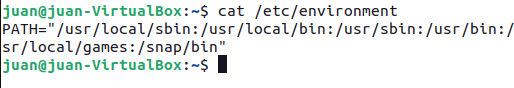 juan@juan-VirtualBox:~$ cat /etc/environment
PATH="/usr/local/sbin:/usr/local/bin:/usr/sbin:/usr/bin:/
sr/local/games:/snap/bin"
juan@juan-VirtualBox:~$